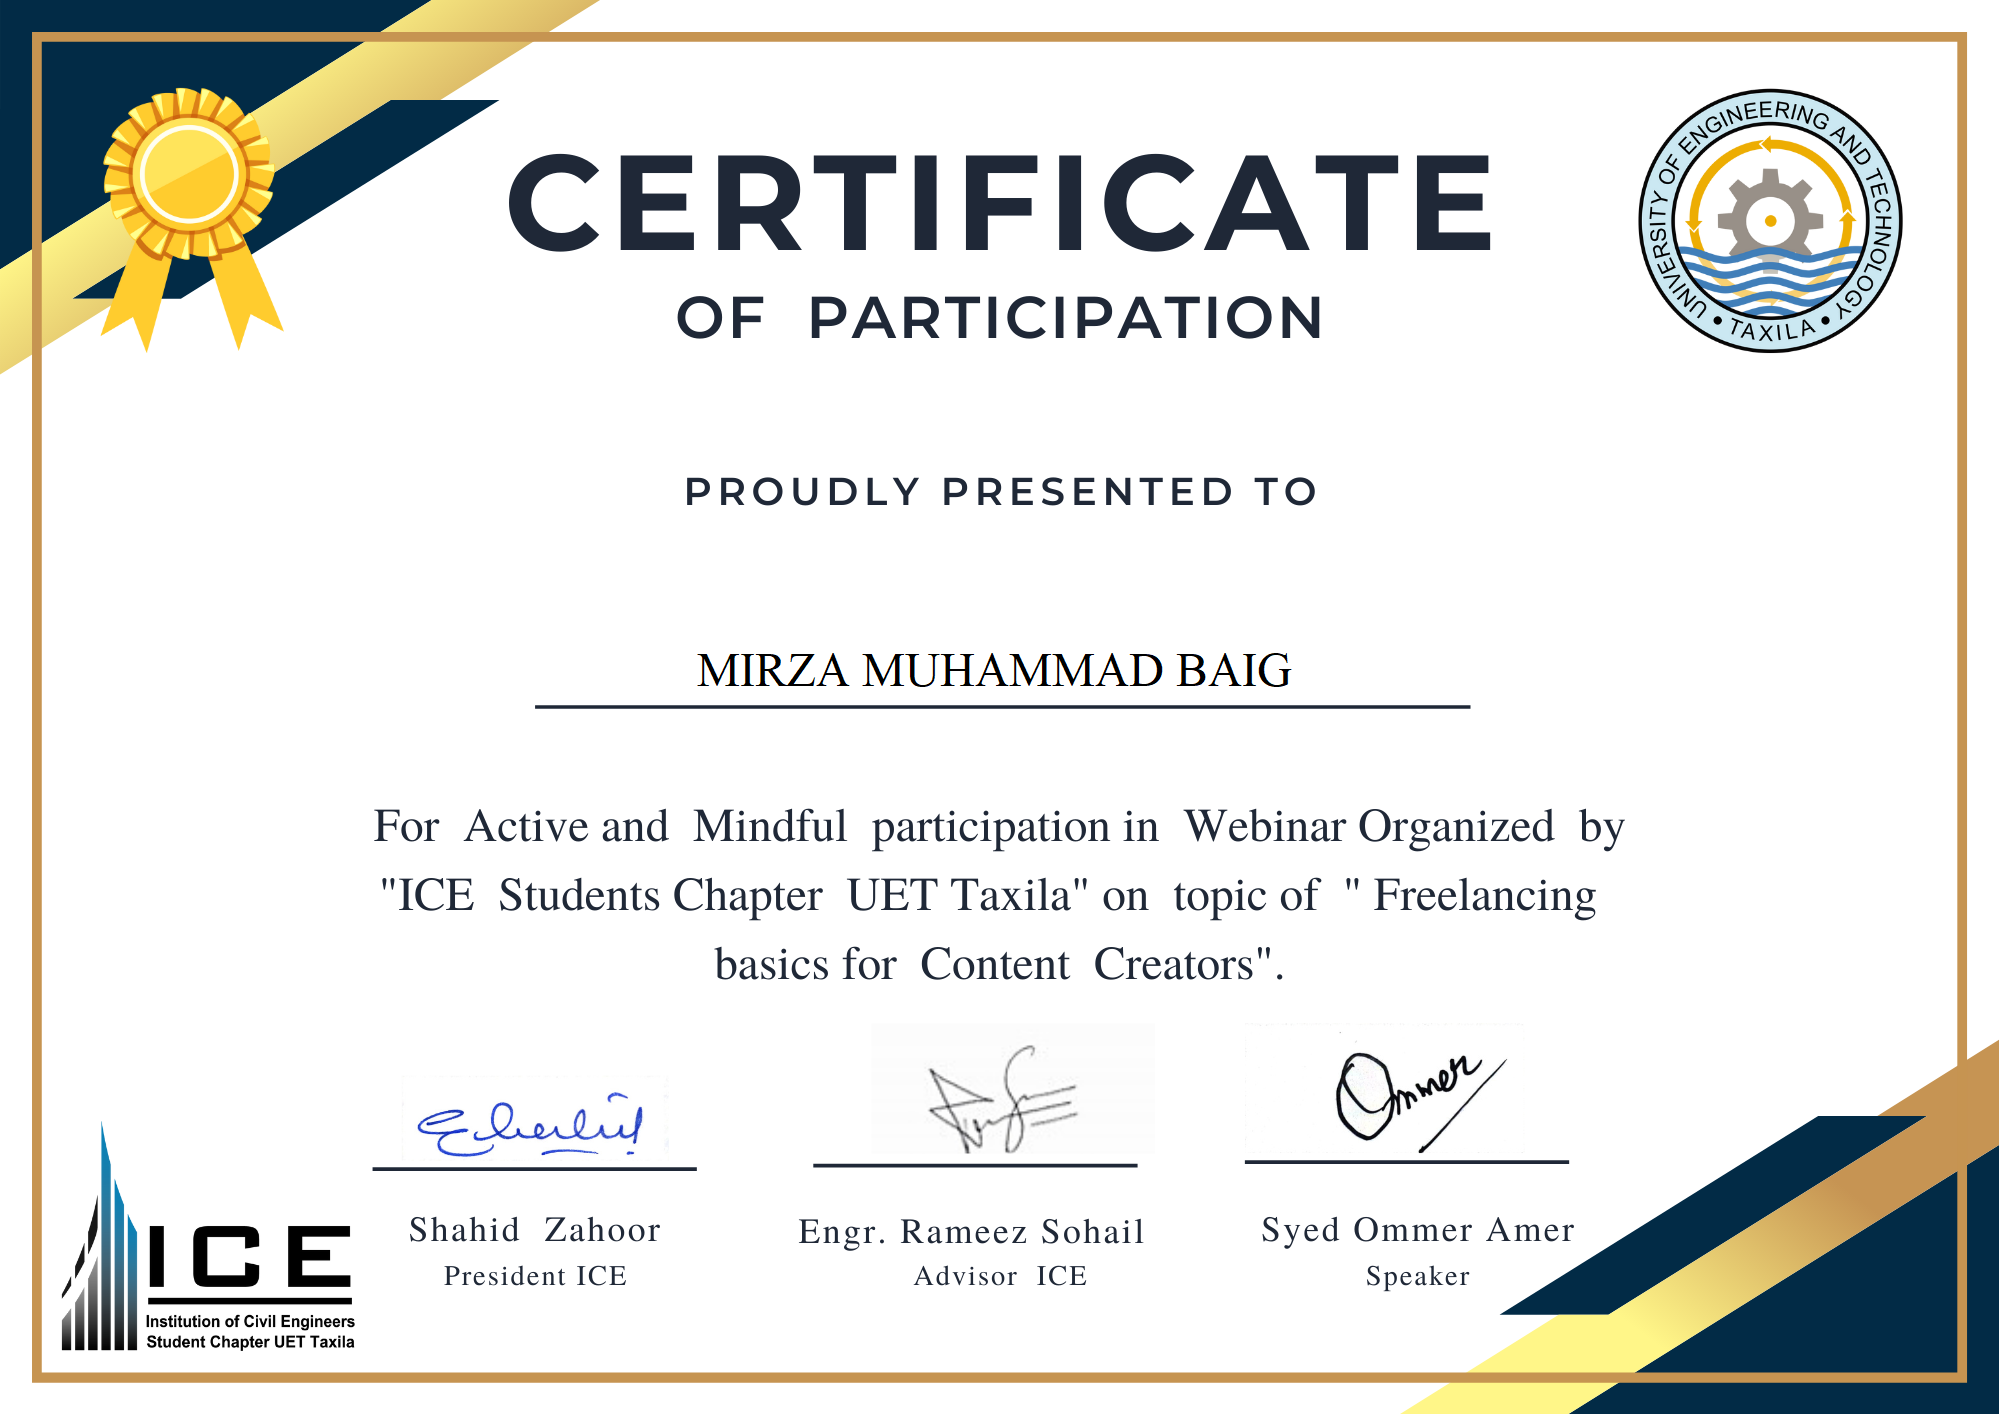 CERTIFICATE
OF PARTICIPATION
UNIVERSITY OF ENGINEERING AND TECHNOLOGY
• TAXILA •
PROUDLY PRESENTED TO
MIRZA MUHAMMAD BAIG
For Active and Mindful participation in Webinar Organized by
"ICE Students Chapter UET Taxila" on topic of " Freelancing
basics for Content Creators".
Ommer
Shahid Zahoor
President ICE
Engr. Rameez Sohail
Advisor ICE
Syed Ommer Amer
Speaker
ICE
Institution of Civil Engineers
Student Chapter UET Taxila